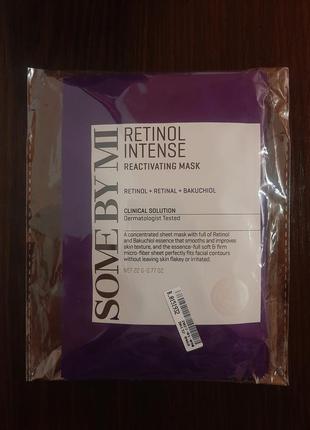 SOME BY MI
RETINOL
INTENSE
REACTIVATING MASK
RETINOL + RETINAL + BAKUCHIOL
CLINICAL SOLUTION
Dermatologist Tested
A concentrated sheet mask with full of Retinol
and Bakuchiol essence that smoothes and improves
skin texture, and the essence-full soft & firm
micro-fiber sheet perfectly fits facial contours
without leaving skin flakey or irritated.
NET 22 G·0.77 OZ